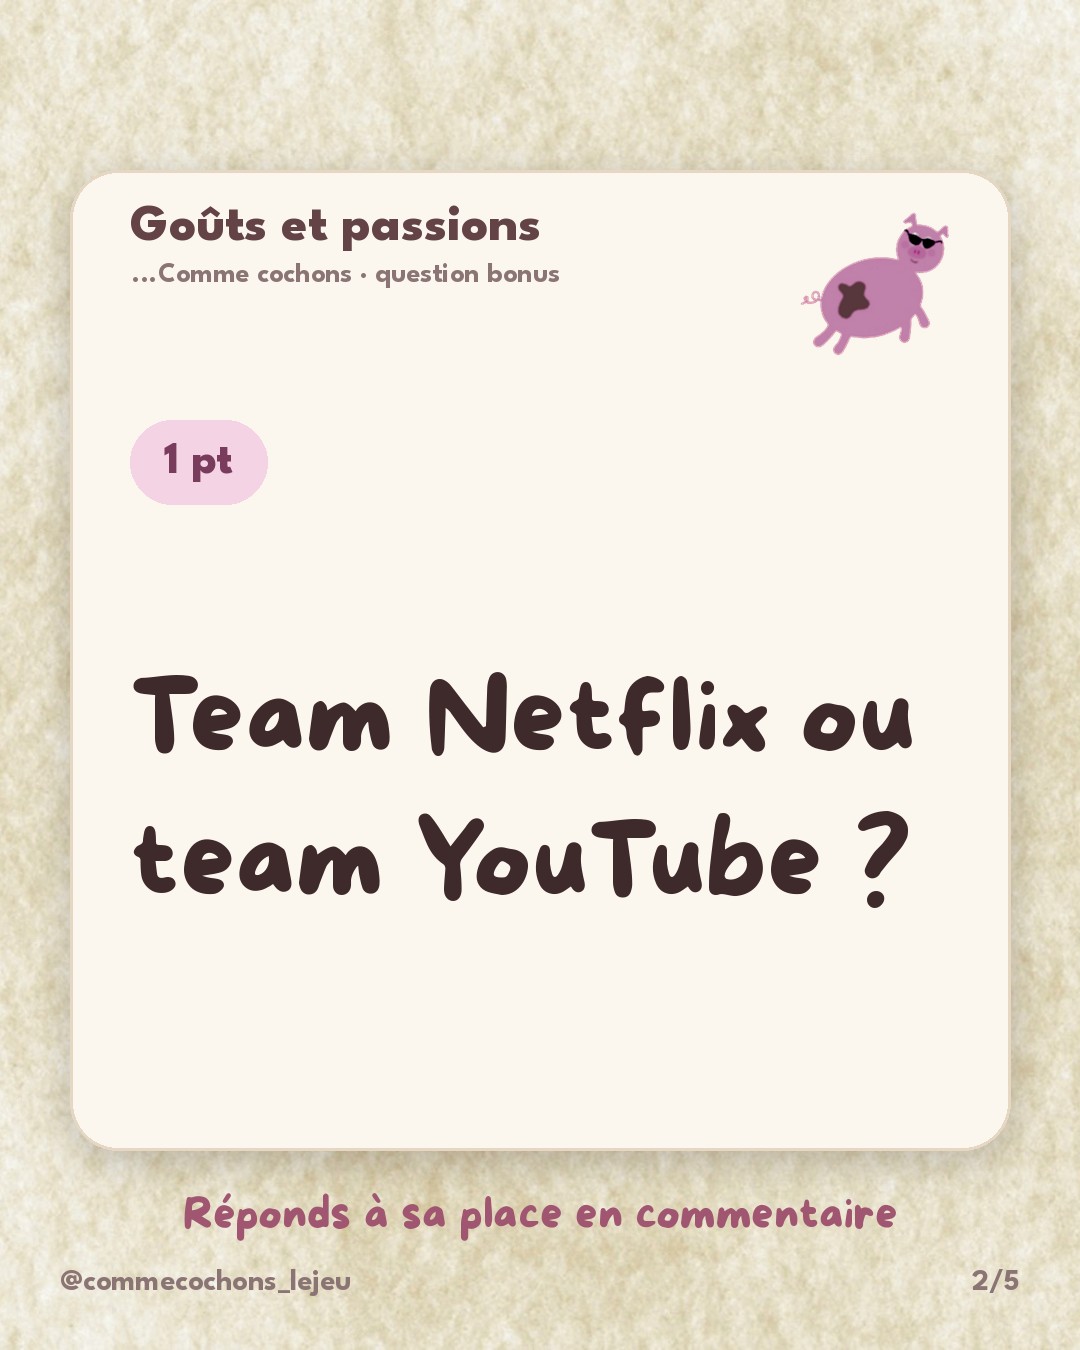 Goûts et passions
...Comme cochons · question bonus
1 pt
Team Netflix ou
team YouTube ?
Réponds à sa place en commentaire
@commecochons_lejeu
2/5